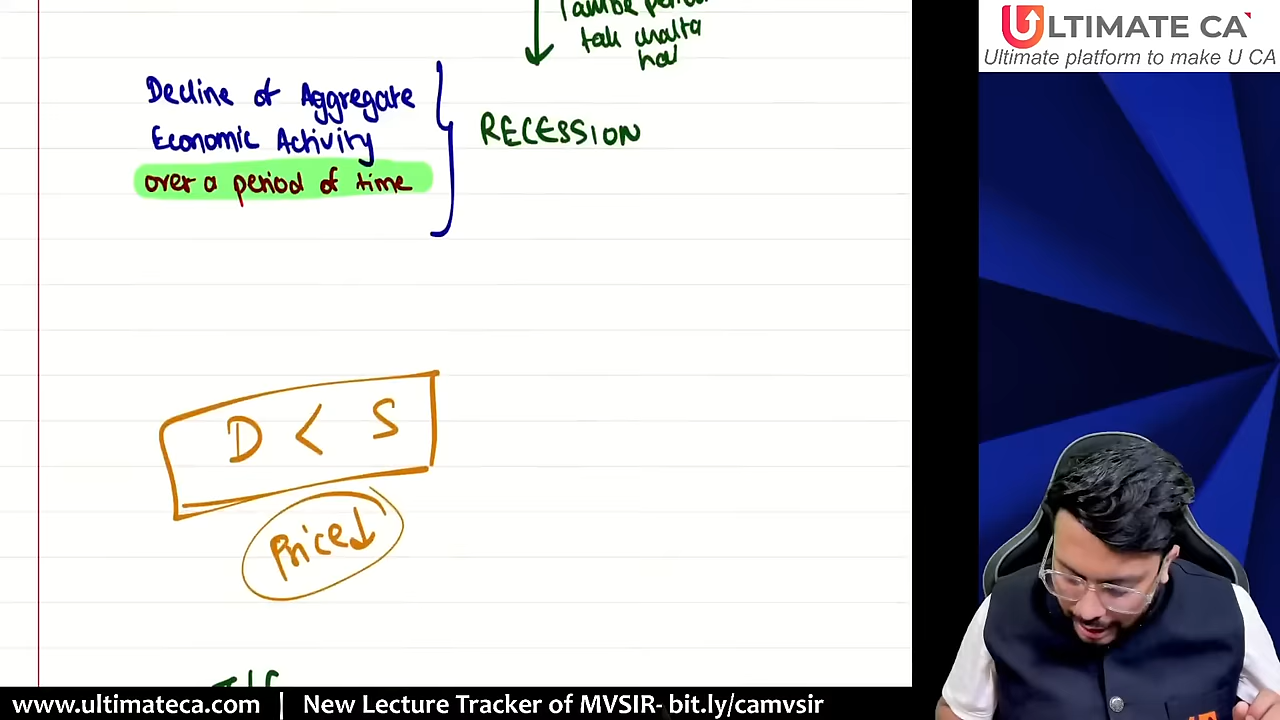 tak chalta
hai
Decline of Aggregate
Economic Activity
over a period of time
RECESSION
D < S
Price↓
ULTIMATE CA
Ultimate platform to make U CA
www.ultimateca.com | New Lecture Tracker of MVSIR- bit.ly/camvsir